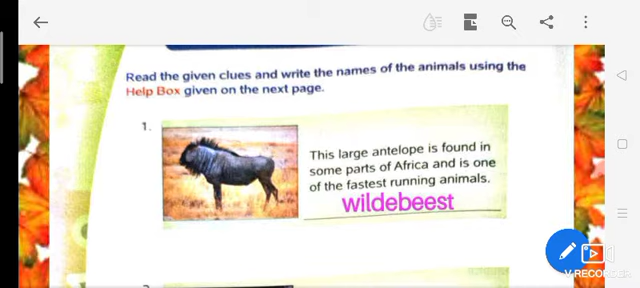 Read the given clues and write the names of the animals using the
Help Box given on the next page.
1.
This large antelope is found in
some parts of Africa and is one
of the fastest running animals.
wildebeest
V RECORDER